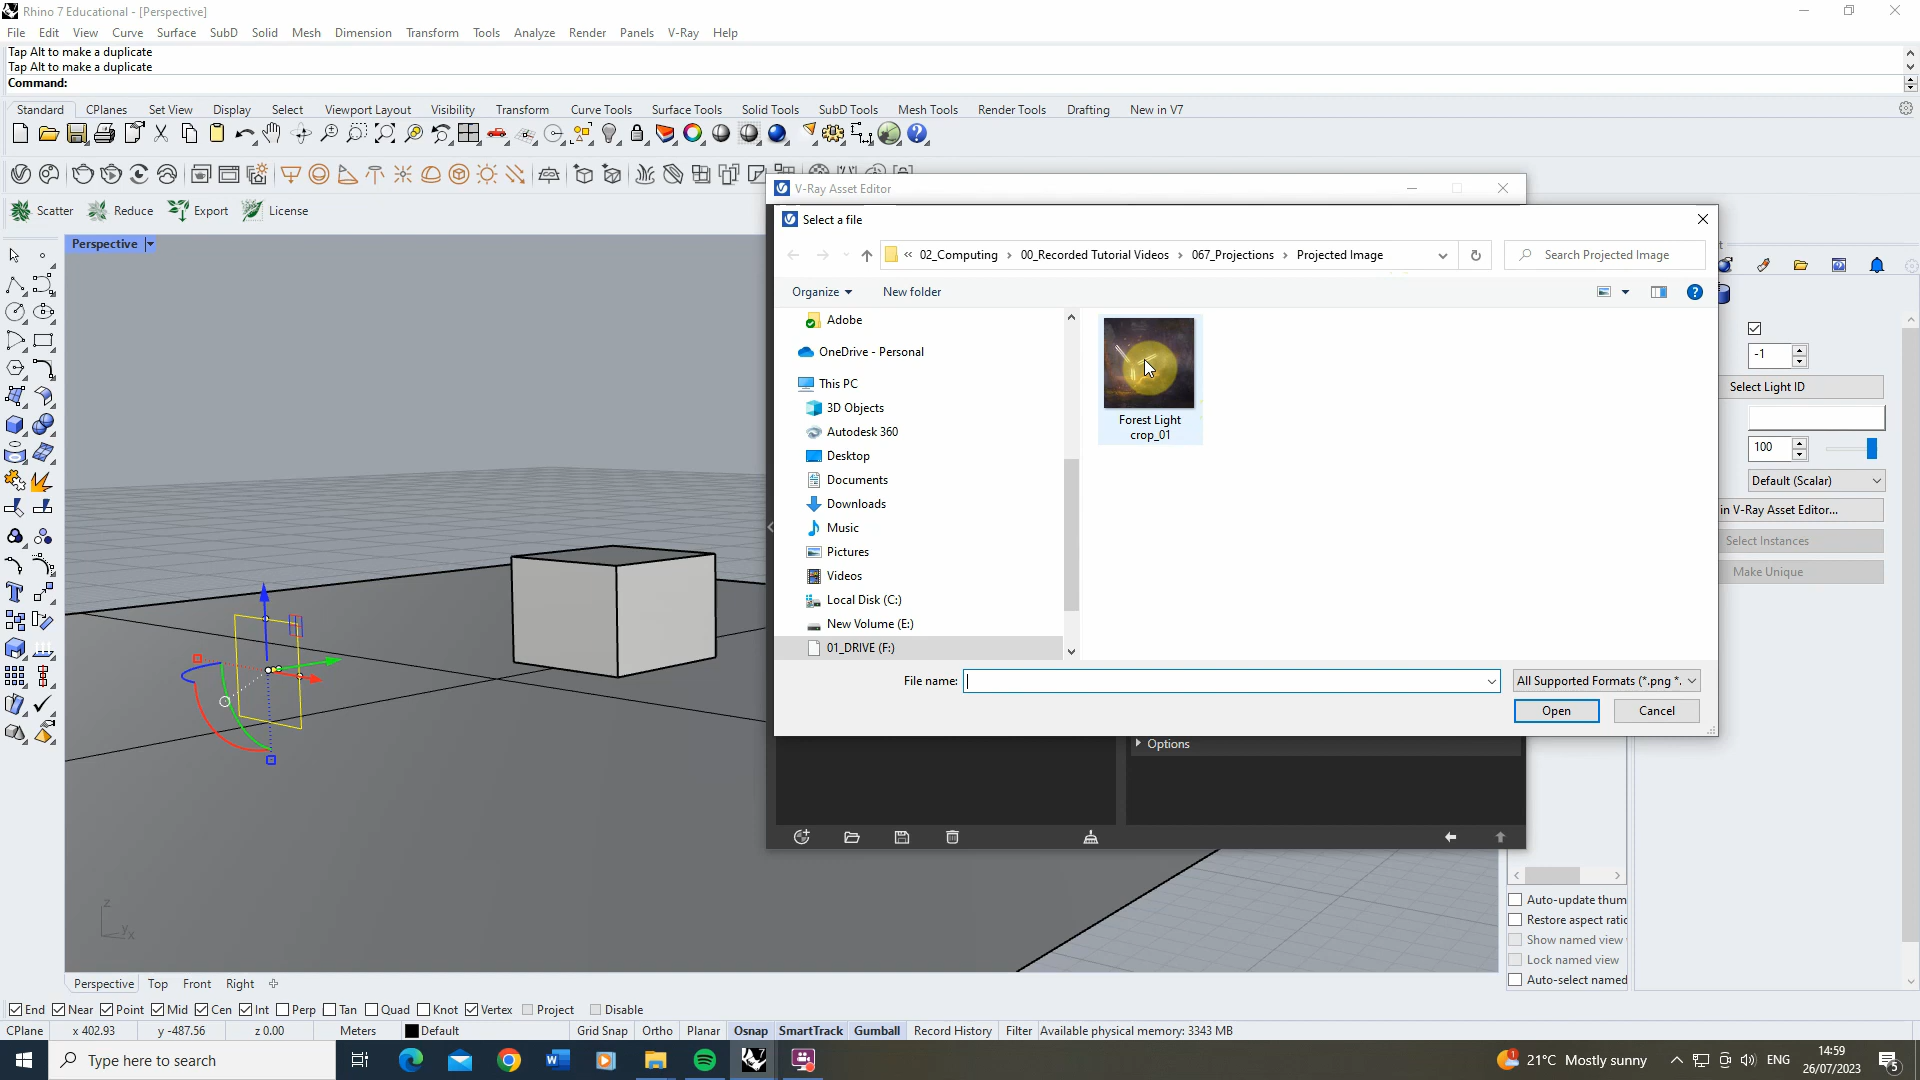 Rhino 7 Educational - [Perspective]
File Edit View Curve Surface SubD Solid Mesh Dimension Transform Tools Analyze Render Panels V-Ray Help
Tap Alt to make a duplicate
Tap Alt to make a duplicate
Command:
Standard CPlanes Set View Display Select Viewport Layout Visibility Transform Curve Tools Surface Tools Solid Tools SubD Tools Mesh Tools Render Tools Drafting New in V7
V-Ray Asset Editor
Scatter Reduce Export License
Select a file
Perspective
« 02_Computing › 00_Recorded Tutorial Videos › 067_Projections › Projected Image
Search Projected Image
Organize New folder
Adobe
OneDrive - Personal
This PC
3D Objects
Autodesk 360
Desktop
Documents
Downloads
Music
Pictures
Videos
Local Disk (C:)
New Volume (E:)
01_DRIVE (F:)
Forest Light
crop_01
File name:
All Supported Formats (*.png *.
Open Cancel
-1
Select Light ID
100
Default (Scalar)
in V-Ray Asset Editor...
Select Instances
Make Unique
Options
Auto-update thum
Restore aspect ratio
Show named view
Lock named view
Auto-select named
z
y x
Perspective Top Front Right
End Near Point Mid Cen Int Perp Tan Quad Knot Vertex Project Disable
CPlane x 402.93 y -487.56 z 0.00 Meters Default Grid Snap Ortho Planar Osnap SmartTrack Gumball Record History Filter Available physical memory: 3343 MB
Type here to search
21°C Mostly sunny
ENG
14:59
26/07/2023
5